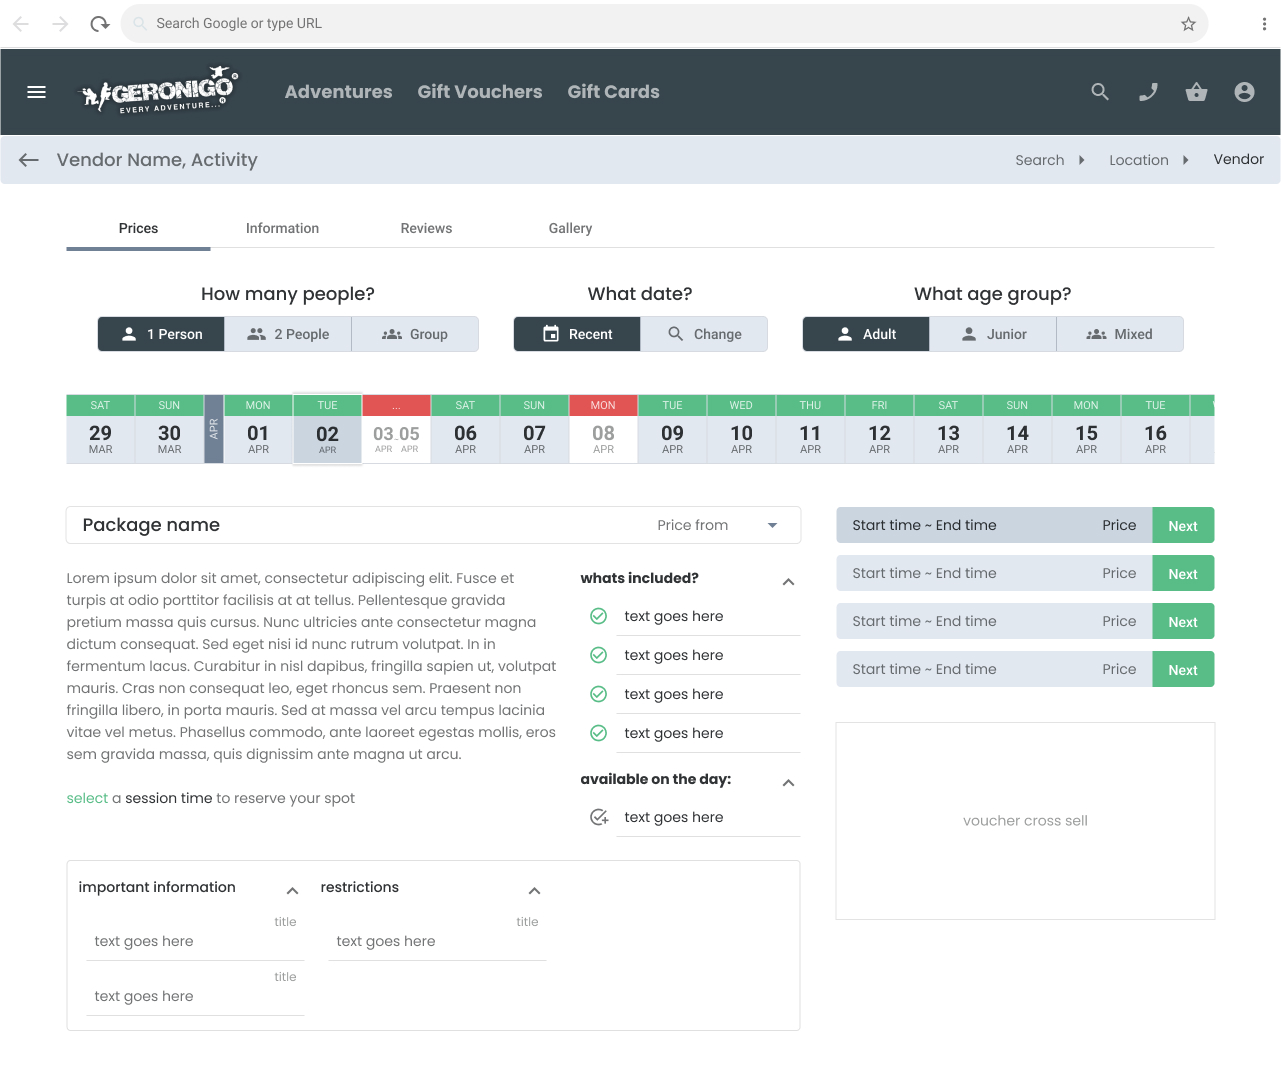 Search Google or type URL
GERONIGO
EVERY ADVENTURE...
Adventures Gift Vouchers Gift Cards
Vendor Name, Activity
Search Location Vendor
Prices Information Reviews Gallery
How many people? What date? What age group?
1 Person 2 People Group Recent Change Adult Junior Mixed
SAT SUN MON TUE ... SAT SUN MON TUE WED THU FRI SAT SUN MON TUE
APR
29 30 01 02 03.05 06 07 08 09 10 11 12 13 14 15 16
MAR MAR APR APR APR APR APR APR APR APR APR APR APR APR APR APR APR
Package name Price from
Lorem ipsum dolor sit amet, consectetur adipiscing elit. Fusce et
turpis at odio porttitor facilisis at at tellus. Pellentesque gravida
pretium massa quis cursus. Nunc ultricies ante consectetur magna
dictum consequat. Sed eget nisi id nunc rutrum volutpat. In in
fermentum lacus. Curabitur in nisl dapibus, fringilla sapien ut, volutpat
mauris. Cras non consequat leo, eget rhoncus sem. Praesent non
fringilla libero, in porta mauris. Sed at massa vel arcu tempus lacinia
vitae vel metus. Phasellus commodo, ante laoreet egestas mollis, eros
sem gravida massa, quis dignissim ante magna ut arcu.
select a session time to reserve your spot
whats included?
text goes here
text goes here
text goes here
text goes here
available on the day:
text goes here
Start time ~ End time Price Next
Start time ~ End time Price Next
Start time ~ End time Price Next
Start time ~ End time Price Next
voucher cross sell
important information
title
text goes here
title
text goes here
restrictions
title
text goes here